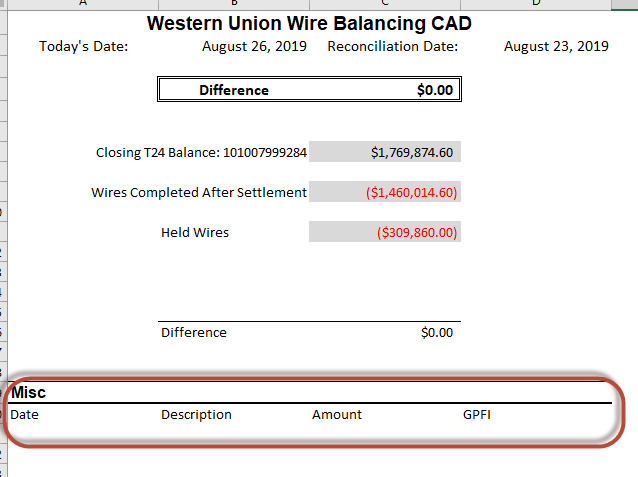 A B C D
Western Union Wire Balancing CAD
Today's Date: August 26, 2019 Reconciliation Date: August 23, 2019
Difference $0.00
Closing T24 Balance: 101007999284 $1,769,874.60
Wires Completed After Settlement ($1,460,014.60)
Held Wires ($309,860.00)
Difference $0.00
Misc
Date Description Amount GPFI